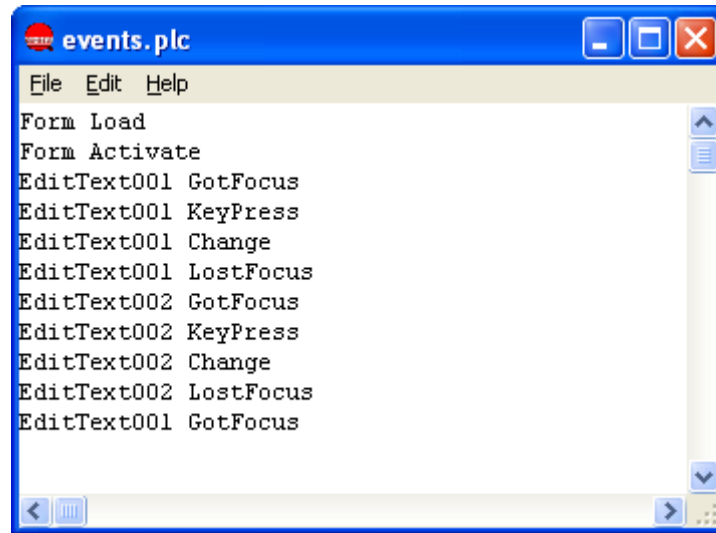 events.plc
File Edit Help
Form Load
Form Activate
EditText001 GotFocus
EditText001 KeyPress
EditText001 Change
EditText001 LostFocus
EditText002 GotFocus
EditText002 KeyPress
EditText002 Change
EditText002 LostFocus
EditText001 GotFocus